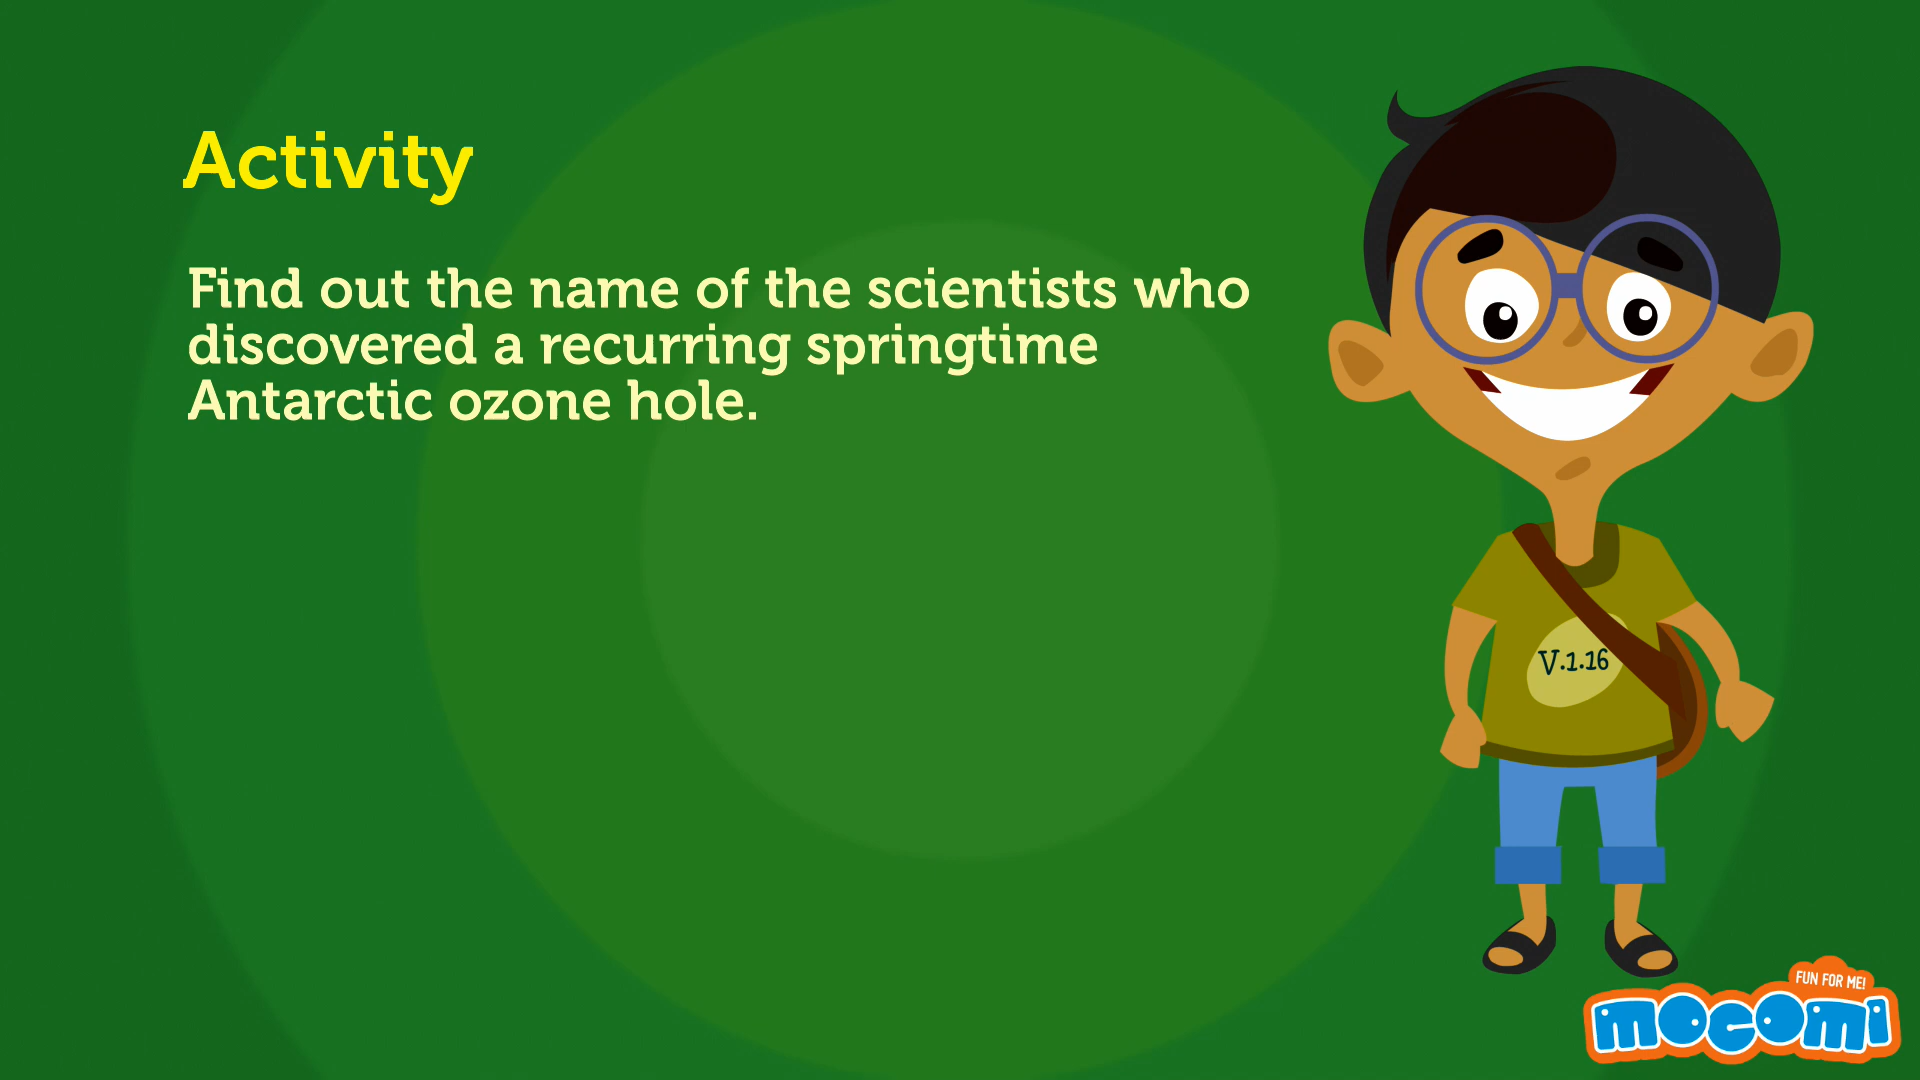 Activity
Find out the name of the scientists who
discovered a recurring springtime
Antarctic ozone hole.
V.1.16
FUN FOR ME!
mocomi